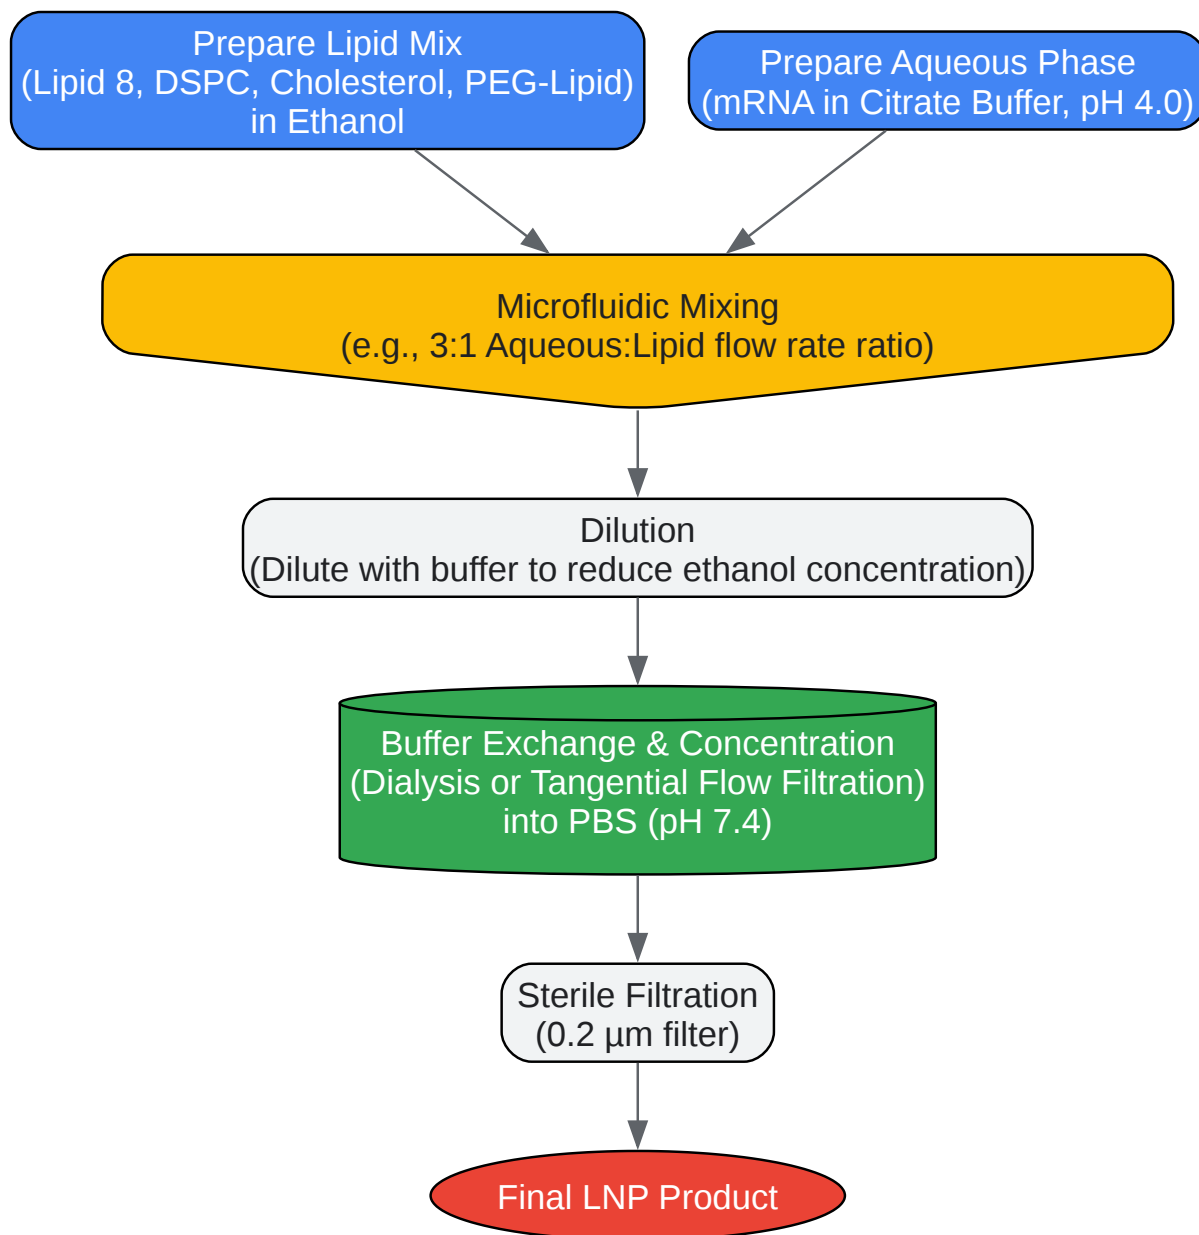 Prepare Lipid Mix
(Lipid 8, DSPC, Cholesterol, PEG-Lipid)
in Ethanol
Prepare Aqueous Phase
(mRNA in Citrate Buffer, pH 4.0)
Microfluidic Mixing
(e.g., 3:1 Aqueous:Lipid flow rate ratio)
Dilution
(Dilute with buffer to reduce ethanol concentration)
Buffer Exchange & Concentration
(Dialysis or Tangential Flow Filtration)
into PBS (pH 7.4)
Sterile Filtration
(0.2 µm filter)
Final LNP Product